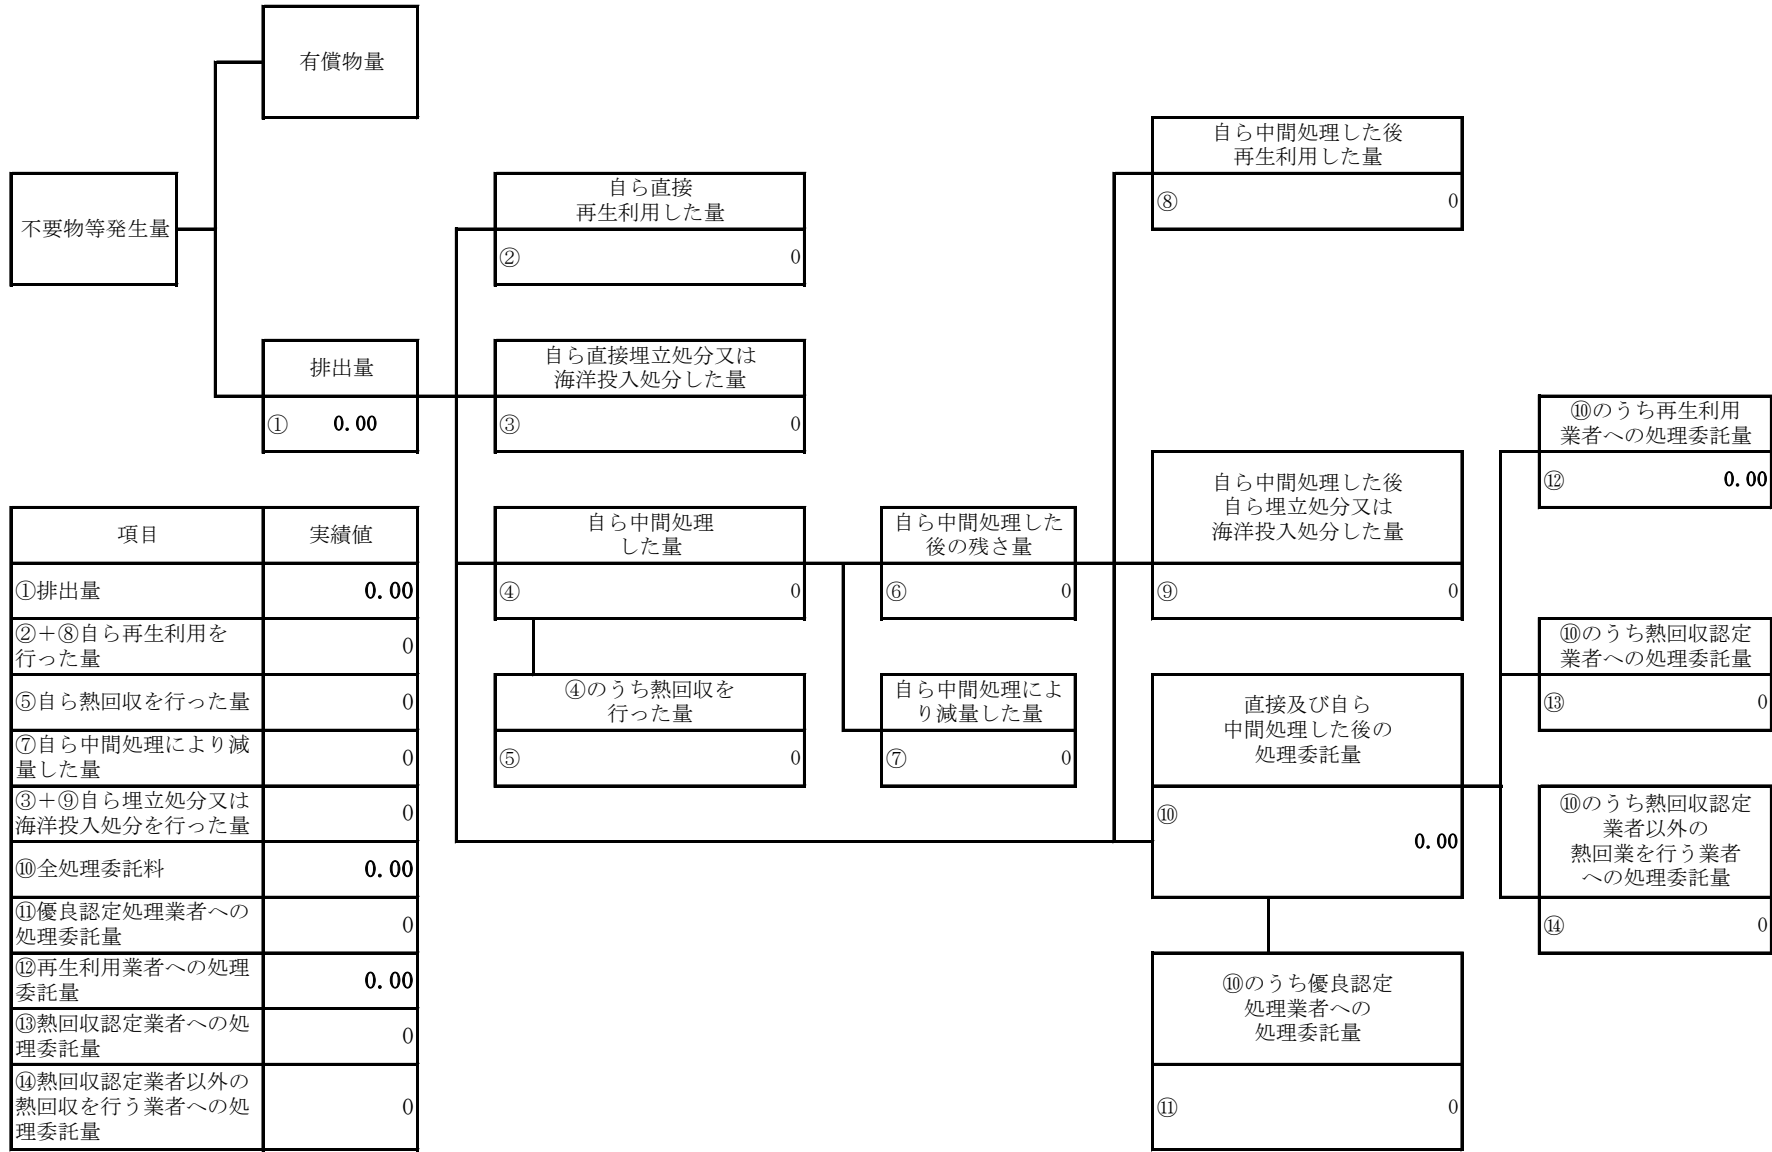 有償物量
不要物等発生量
排出量
① 0.00
自ら直接
再生利用した量
② 0
自ら直接埋立処分又は
海洋投入処分した量
③ 0
自ら中間処理
した量
④ 0
④のうち熱回収を
行った量
⑤ 0
自ら中間処理した
後の残さ量
⑥ 0
自ら中間処理によ
り減量した量
⑦ 0
自ら中間処理した後
再生利用した量
⑧ 0
自ら中間処理した後
自ら埋立処分又は
海洋投入処分した量
⑨ 0
直接及び自ら
中間処理した後の
処理委託量
⑩
0.00
⑩のうち優良認定
処理業者への
処理委託量
⑪ 0
⑩のうち再生利用
業者への処理委託量
⑫ 0.00
⑩のうち熱回収認定
業者への処理委託量
⑬ 0
⑩のうち熱回収認定
業者以外の
熱回業を行う業者
への処理委託量
⑭ 0
項目 実績値
①排出量 0.00
②＋⑧自ら再生利用を
行った量 0
⑤自ら熱回収を行った量 0
⑦自ら中間処理により減
量した量 0
③＋⑨自ら埋立処分又は
海洋投入処分を行った量 0
⑩全処理委託料 0.00
⑪優良認定処理業者への
処理委託量 0
⑫再生利用業者への処理
委託量 0.00
⑬熱回収認定業者への処
理委託量 0
⑭熱回収認定業者以外の
熱回収を行う業者への処 0
理委託量